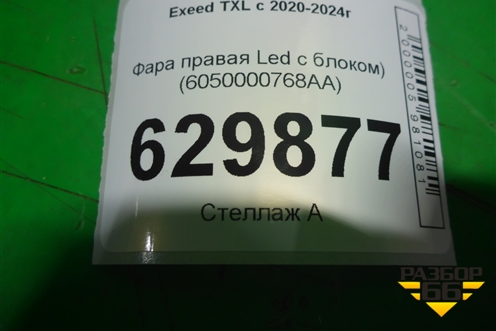 Exeed TXL с 2020-2024г
Фара правая Led с блоком)
(6050000768AA)
629877
Стеллаж А
2000005981081
РАЗБОР
66